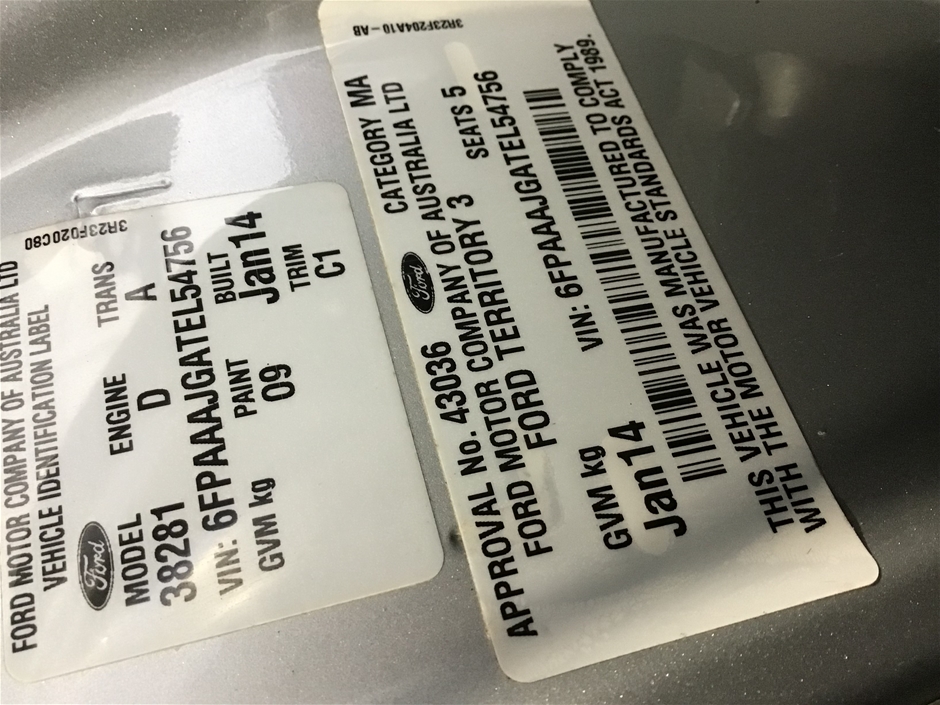 3R23F020C80
FORD MOTOR COMPANY OF AUSTRALIA LTD
VEHICLE IDENTIFICATION LABEL
Ford
MODEL ENGINE TRANS
38281 D A
VIN: 6FPAAAJGATEL54756
GVM kg PAINT BUILT
09 Jan14
TRIM
C1
3R23F204A10-AB
Ford
CATEGORY MA
APPROVAL No. 43036
FORD MOTOR COMPANY OF AUSTRALIA LTD
FORD TERRITORY 3 SEATS 5
VIN: 6FPAAAJGATEL54756
GVM kg
Jan14
THIS VEHICLE WAS MANUFACTURED TO COMPLY
WITH THE MOTOR VEHICLE STANDARDS ACT 1989.